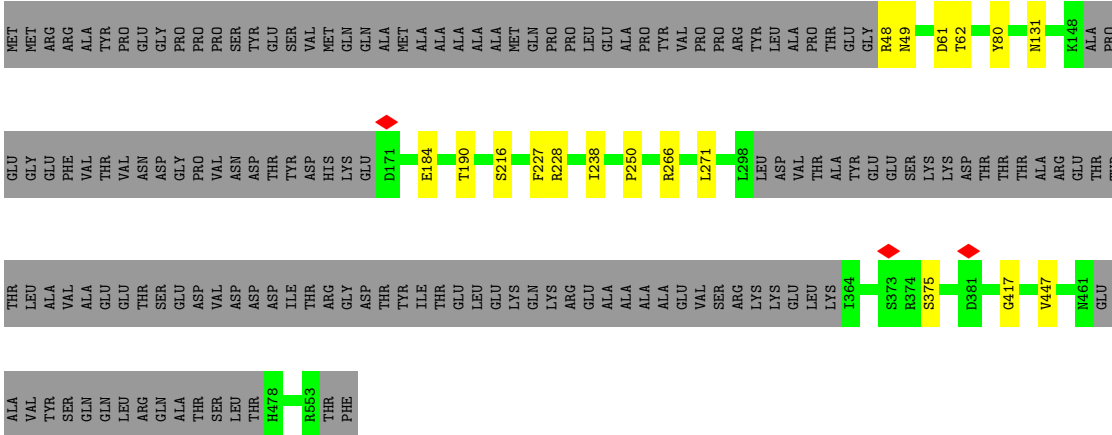 MET MET ARG ARG ALA TYR PRO GLU GLY PRO PRO PRO SER TYR GLU SER VAL MET GLN GLN ALA MET ALA ALA ALA ALA ALA MET GLN PRO PRO LEU GLU ALA PRO TYR VAL PRO PRO ARG TYR LEU ALA PRO THR GLU GLY R48 N49 D61 T62 Y80 N131 K148 ALA PRO
GLU GLY GLU PHE VAL THR VAL ASN ASP GLY PRO VAL ASN ASP THR TYR ASP HIS LYS GLU D171 E184 T190 S216 F227 R228 I238 P250 R266 L271 L298 LEU ASP VAL THR ALA TYR GLU GLU SER LYS LYS ASP THR THR THR ALA ARG GLU THR
THR LEU ALA VAL ALA GLU GLU THR SER GLU ASP VAL ASP ASP ASP ILE THR ARG GLY ASP THR TYR ILE THR GLU LEU GLU LYS GLN LYS ARG GLU ALA ALA ALA ALA GLU VAL SER ARG LYS LYS GLU LEU LYS I364 S373 R374 S375 D381 G417 V447 N461 GLU
ALA VAL TYR SER GLN GLN LEU ARG GLN ALA THR SER LEU THR H478 R553 THR PHE